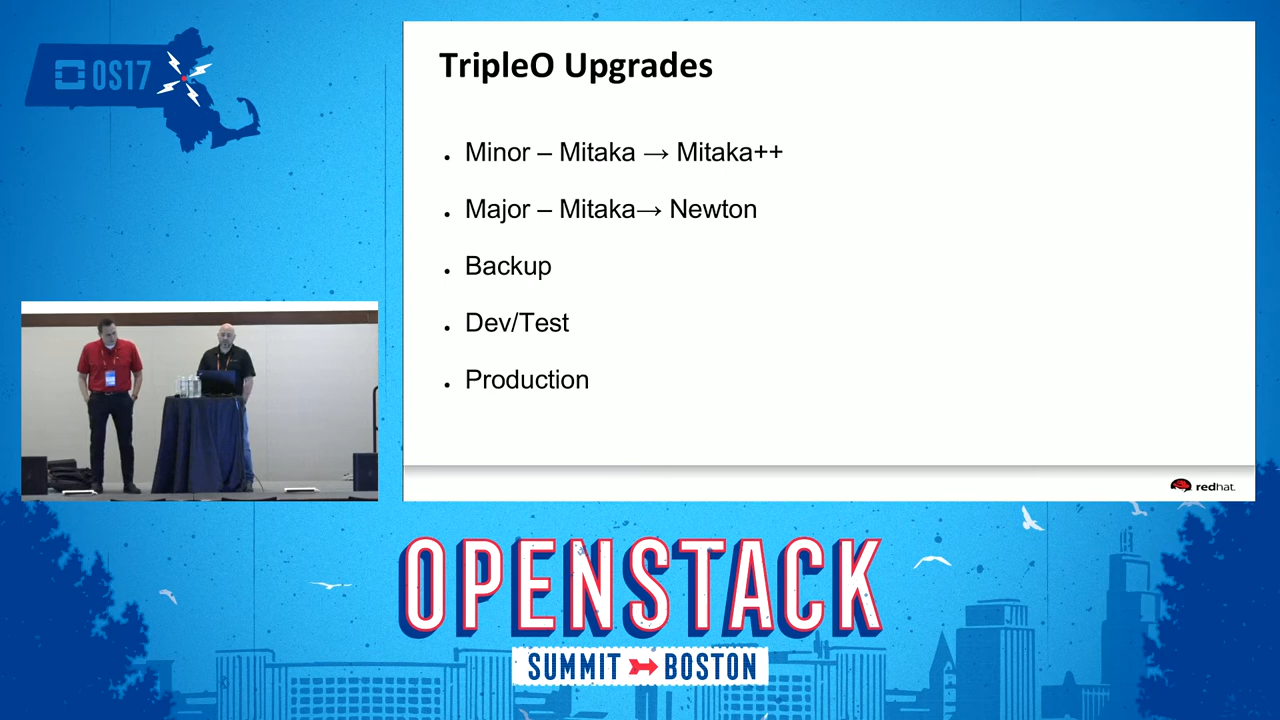 OS17
TripleO Upgrades
Minor – Mitaka → Mitaka++
Major – Mitaka→ Newton
Backup
Dev/Test
Production
redhat.
OPENSTACK
SUMMIT BOSTON